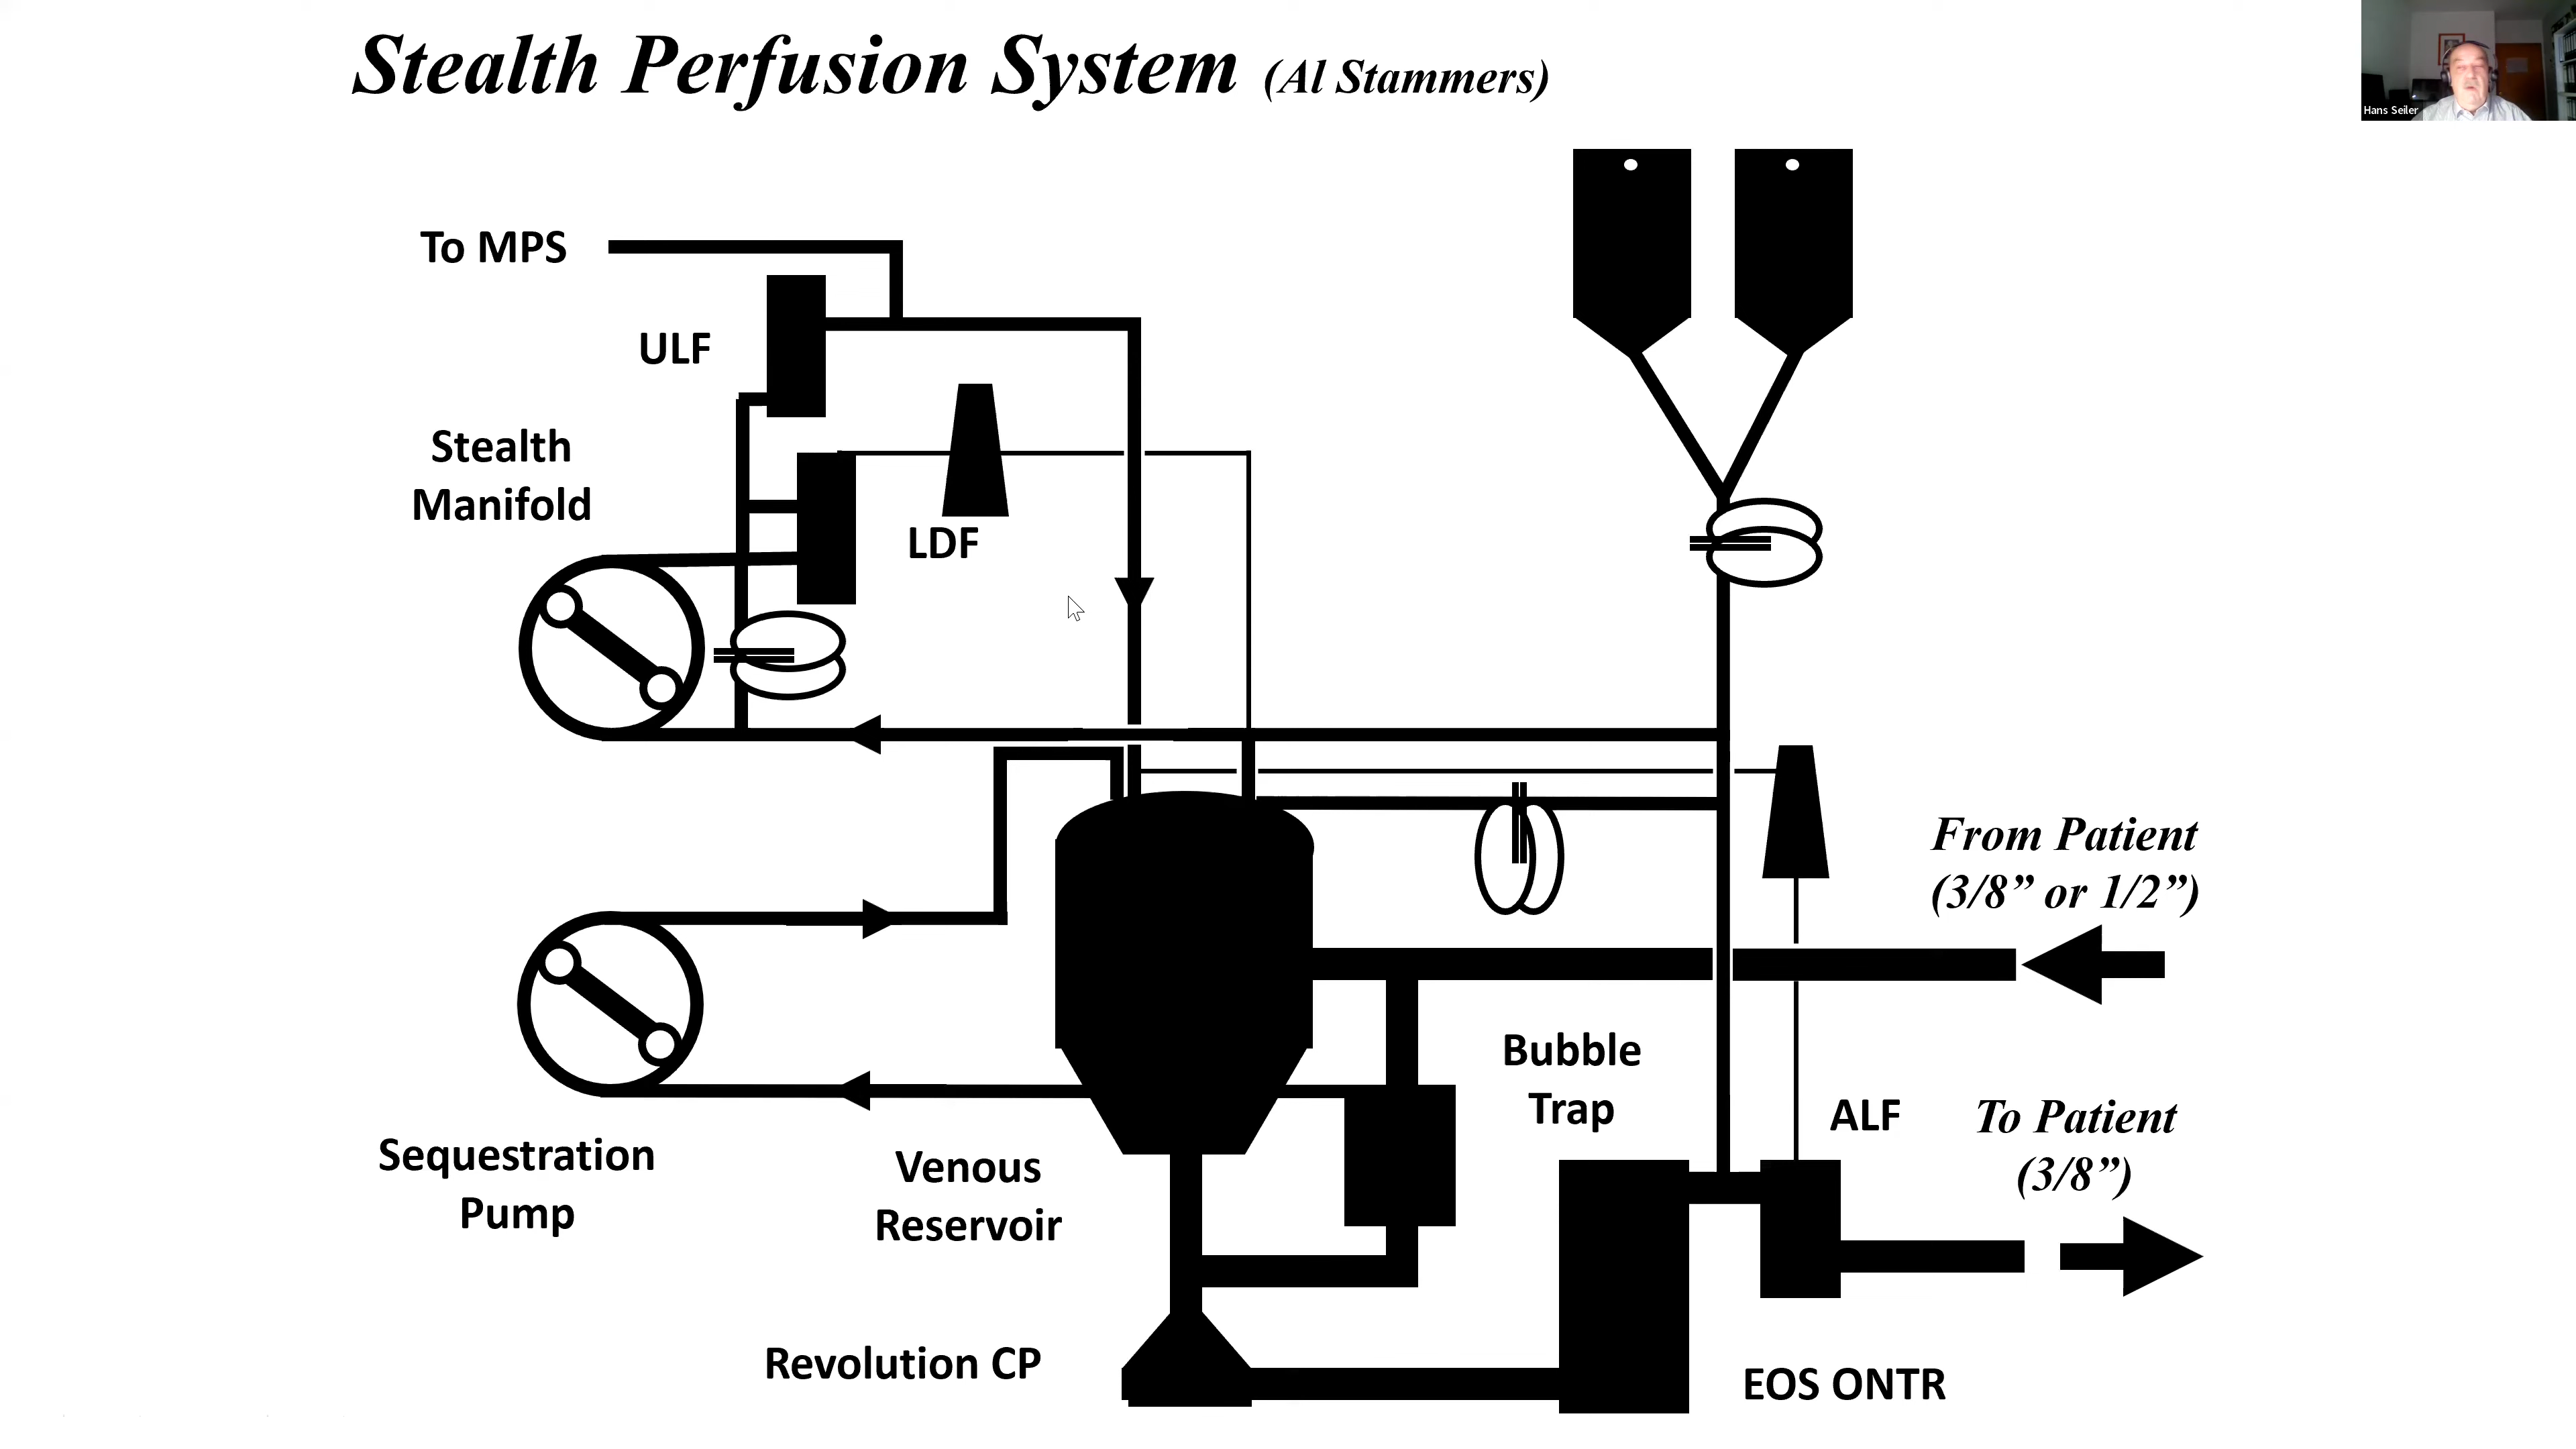 Stealth Perfusion System (Al Stammers)
Hans Seiler
To MPS
ULF
Stealth
Manifold
LDF
From Patient
(3/8” or 1/2”)
Bubble
Trap
ALF
To Patient
(3/8”)
Sequestration
Pump
Venous
Reservoir
Revolution CP
EOS ONTR